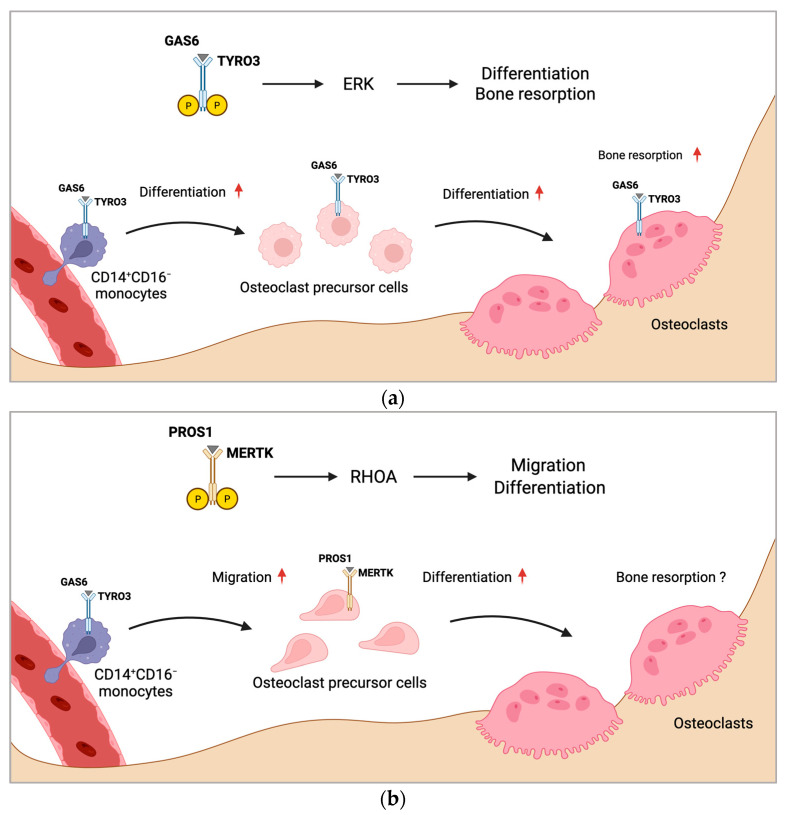 GAS6
TYRO3
P P
ERK
Differentiation
Bone resorption
Bone resorption
GAS6
TYRO3
GAS6
TYRO3
Differentiation
GAS6
TYRO3
Differentiation
CD14⁺CD16⁻
monocytes
Osteoclast precursor cells
Osteoclasts
(a)
PROS1
MERTK
P P
RHOA
Migration
Differentiation
GAS6
TYRO3
Migration
PROS1
MERTK
Differentiation
Bone resorption ?
CD14⁺CD16⁻
monocytes
Osteoclast precursor cells
Osteoclasts
(b)